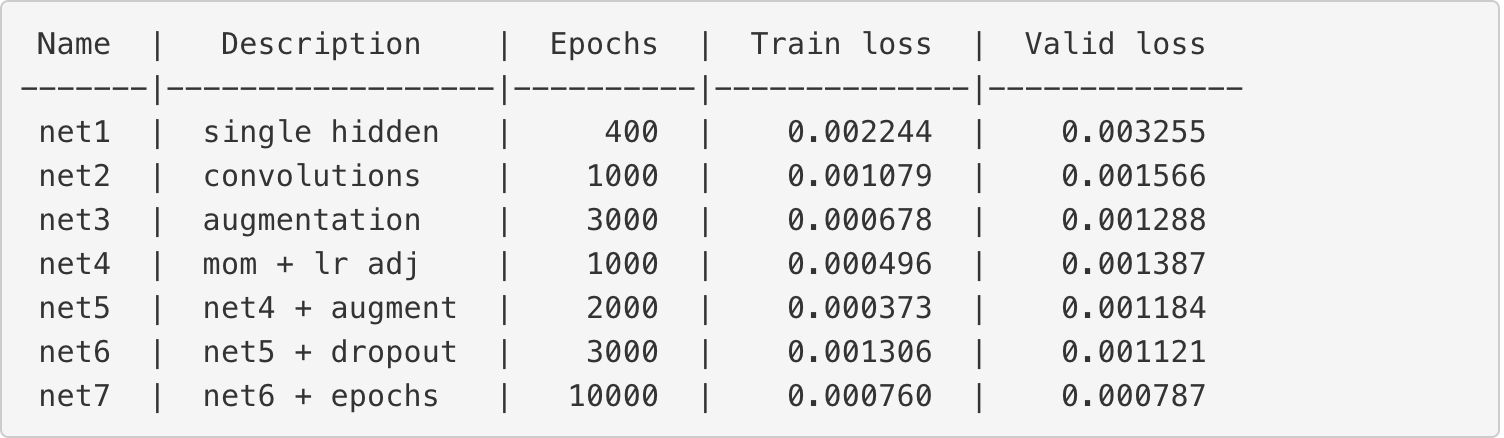 Name | Description | Epochs | Train loss | Valid loss
-------|------------------|----------|--------------|--------------
net1 | single hidden | 400 | 0.002244 | 0.003255
net2 | convolutions | 1000 | 0.001079 | 0.001566
net3 | augmentation | 3000 | 0.000678 | 0.001288
net4 | mom + lr adj | 1000 | 0.000496 | 0.001387
net5 | net4 + augment | 2000 | 0.000373 | 0.001184
net6 | net5 + dropout | 3000 | 0.001306 | 0.001121
net7 | net6 + epochs | 10000 | 0.000760 | 0.000787